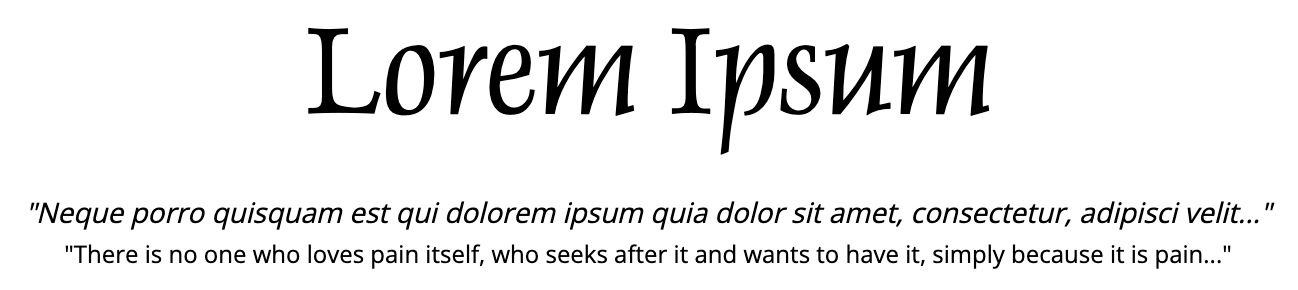 Lorem Ipsum
"Neque porro quisquam est qui dolorem ipsum quia dolor sit amet, consectetur, adipisci velit..."
"There is no one who loves pain itself, who seeks after it and wants to have it, simply because it is pain..."